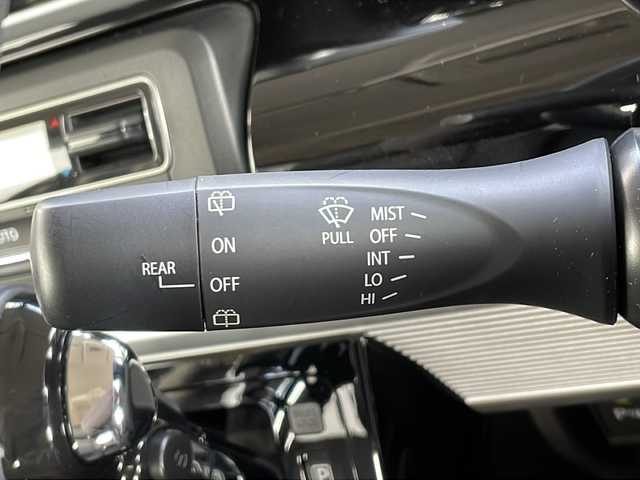 MIST
OFF
PULL
INT
LO
HI
ON
REAR
OFF
P